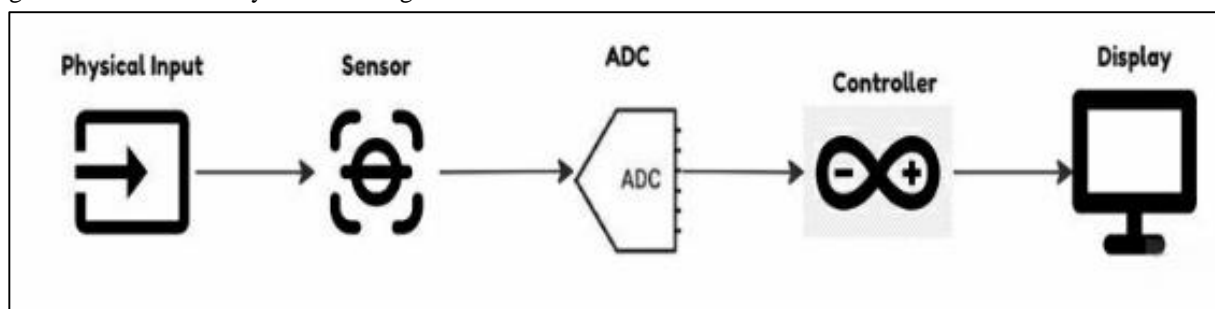 Physical Input
Sensor
ADC
Controller
Display
ADC
- +